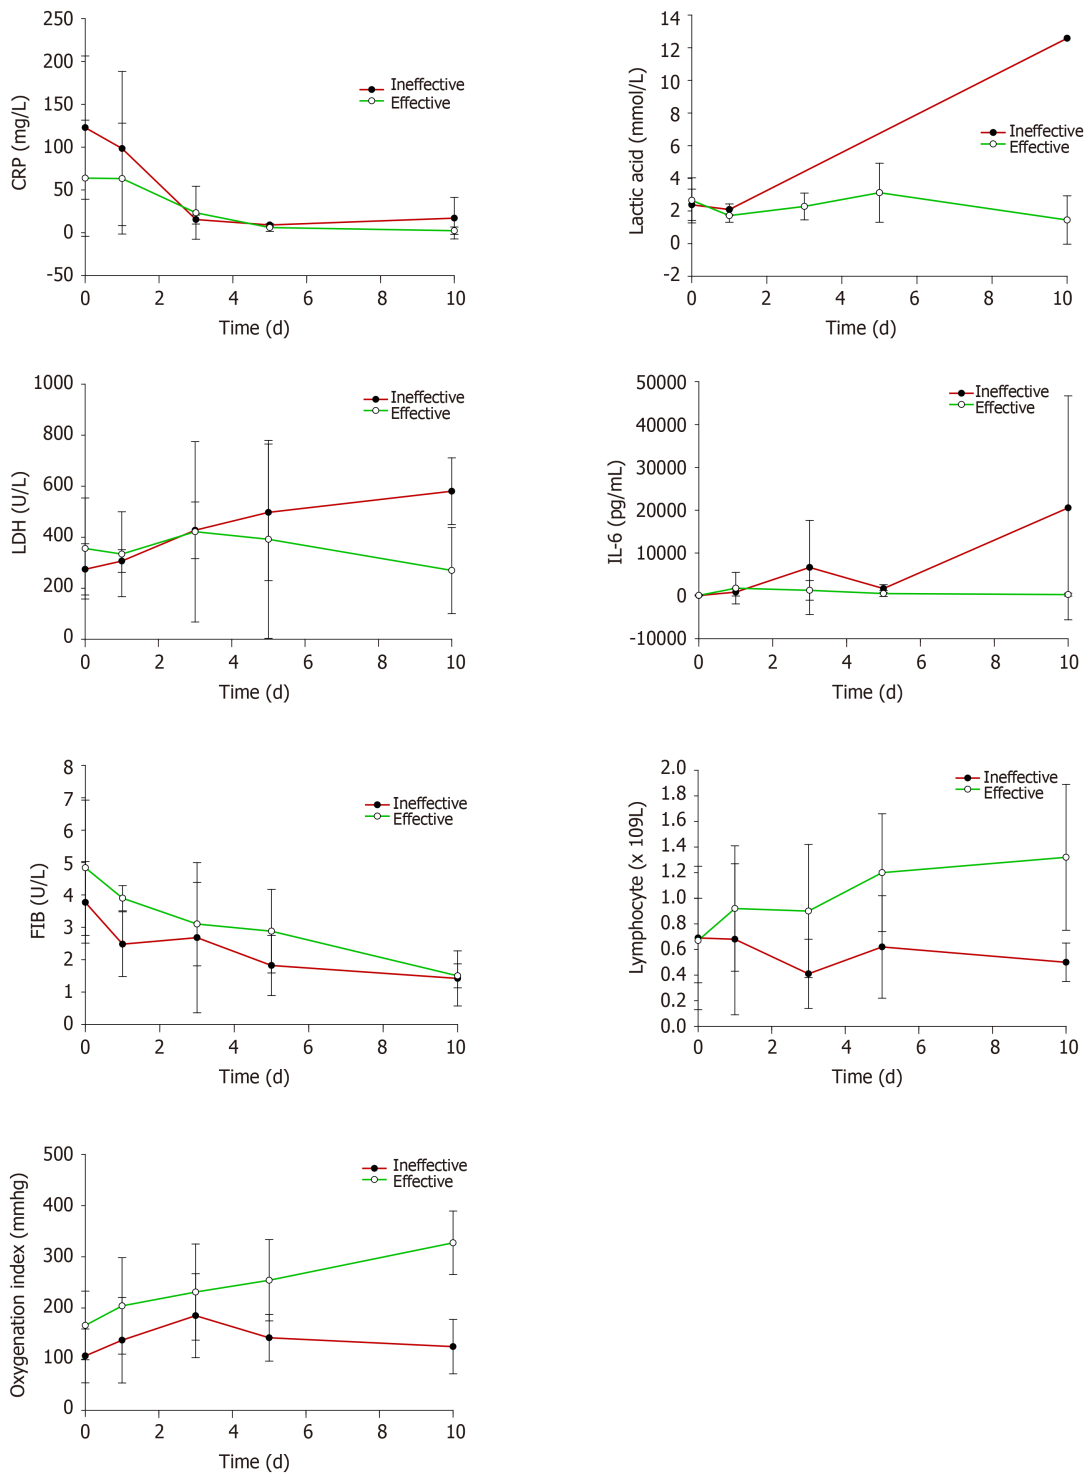 250
200
150
100
50
0
-50
CRP (mg/L)
Ineffective
Effective
0 2 4 6 8 10
Time (d)
14
12
10
8
6
4
2
0
-2
Lactic acid (mmol/L)
Ineffective
Effective
0 2 4 6 8 10
Time (d)
1000
800
600
400
200
0
LDH (U/L)
Ineffective
Effective
0 2 4 6 8 10
Time (d)
50000
40000
30000
20000
10000
0
-10000
IL-6 (pg/mL)
Ineffective
Effective
0 2 4 6 8 10
Time (d)
8
7
6
5
4
3
2
1
0
FIB (U/L)
Ineffective
Effective
0 2 4 6 8 10
Time (d)
2.0
1.8
1.6
1.4
1.2
1.0
0.8
0.6
0.4
0.2
0.0
Lymphocyte (x 109L)
Ineffective
Effective
0 2 4 6 8 10
Time (d)
500
400
300
200
100
0
Oxygenation index (mmhg)
Ineffective
Effective
0 2 4 6 8 10
Time (d)